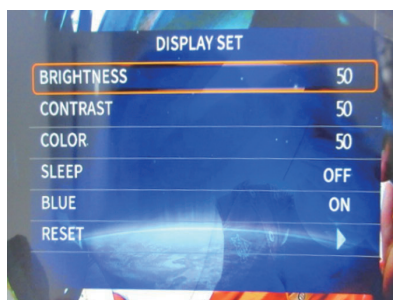 DISPLAY SET
BRIGHTNESS 50
CONTRAST 50
COLOR 50
SLEEP OFF
BLUE ON
RESET